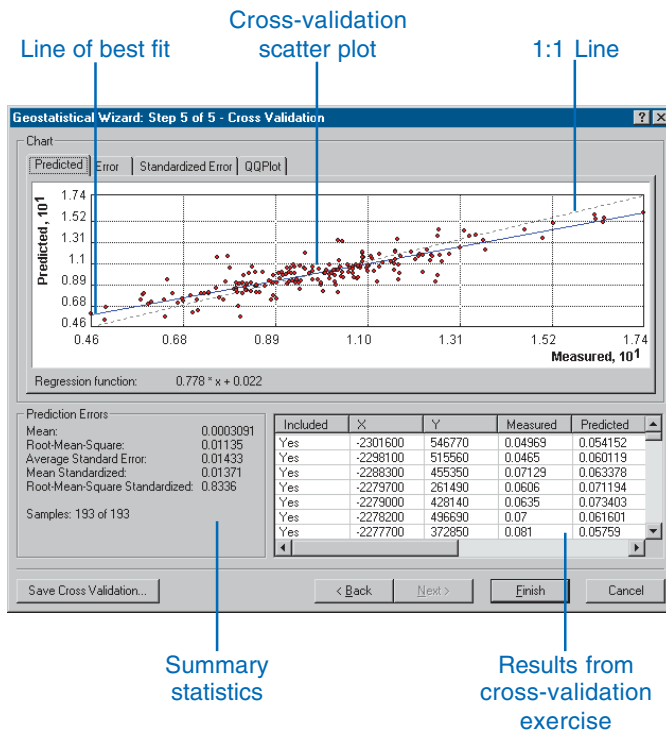 Cross-validation
Line of best fit scatter plot 1:1 Line
Geostatistical Wizard: Step 5 of 5 - Cross Validation
Chart
Predicted Error Standardized Error QQPlot
Predicted, 10¹
1.74
1.52
1.31
1.1
0.89
0.68
0.46
0.46 0.68 0.89 1.10 1.31 1.52 1.74
Measured, 10¹
Regression function: 0.778 * x + 0.022
Prediction Errors
Mean: 0.0003091
Root-Mean-Square: 0.01135
Average Standard Error: 0.01433
Mean Standardized: 0.01371
Root-Mean-Square Standardized: 0.8336
Samples: 193 of 193
Included X Y Measured Predicted
Yes -2301600 546770 0.04969 0.054152
Yes -2298100 515560 0.0465 0.060119
Yes -2288300 455350 0.07129 0.063378
Yes -2279700 261490 0.0606 0.071194
Yes -2279000 428140 0.0635 0.073403
Yes -2278200 496690 0.07 0.061601
Yes -2277700 372850 0.081 0.05759
Save Cross Validation... < Back Next > Finish Cancel
Summary
statistics
Results from
cross-validation
exercise